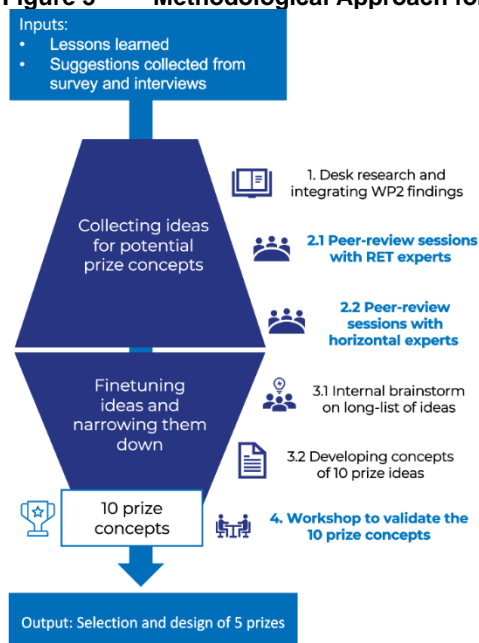 Figure 5 Methodological Approach for
Inputs:
• Lessons learned
• Suggestions collected from
survey and interviews
Collecting ideas
for potential
prize concepts
1. Desk research and
integrating WP2 findings
2.1 Peer-review sessions
with RET experts
2.2 Peer-review
sessions with
horizontal experts
Finetuning
ideas and
narrowing them
down
3.1 Internal brainstorm
on long-list of ideas
3.2 Developing concepts
of 10 prize ideas
10 prize
concepts
4. Workshop to validate the
10 prize concepts
Output: Selection and design of 5 prizes